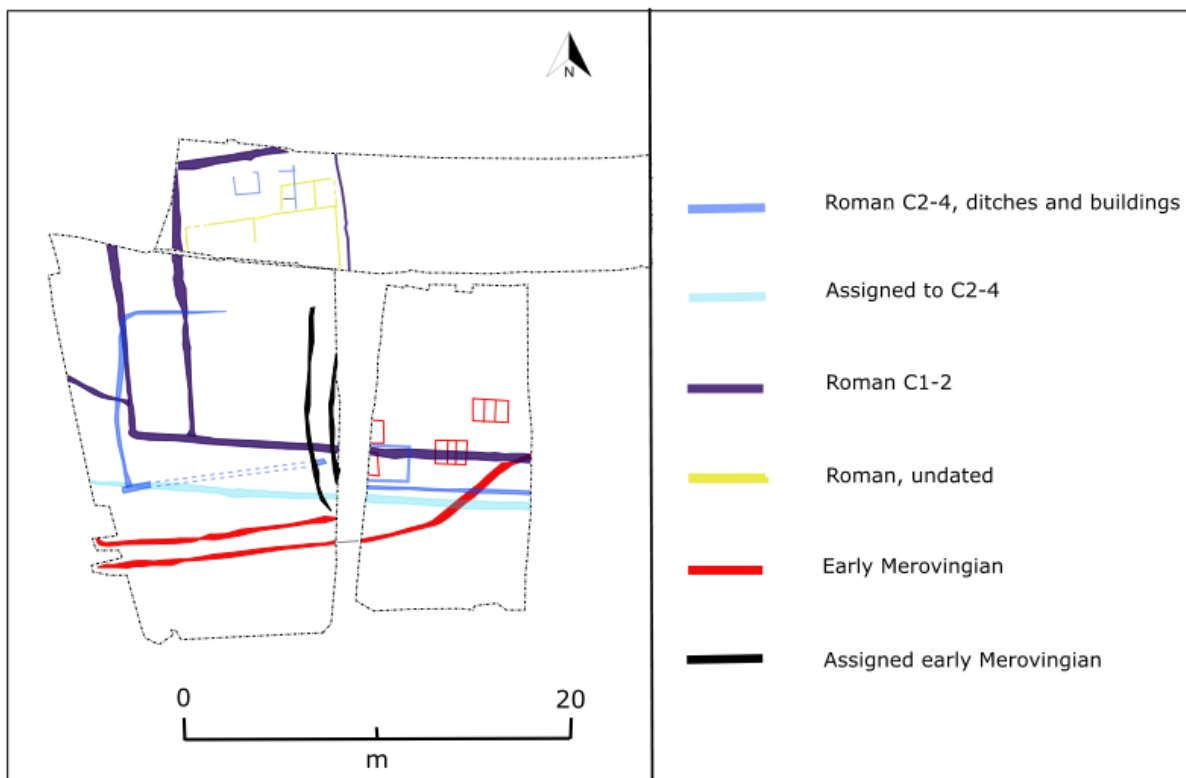 N
Roman C2-4, ditches and buildings
Assigned to C2-4
Roman C1-2
Roman, undated
Early Merovingian
Assigned early Merovingian
0 20
m